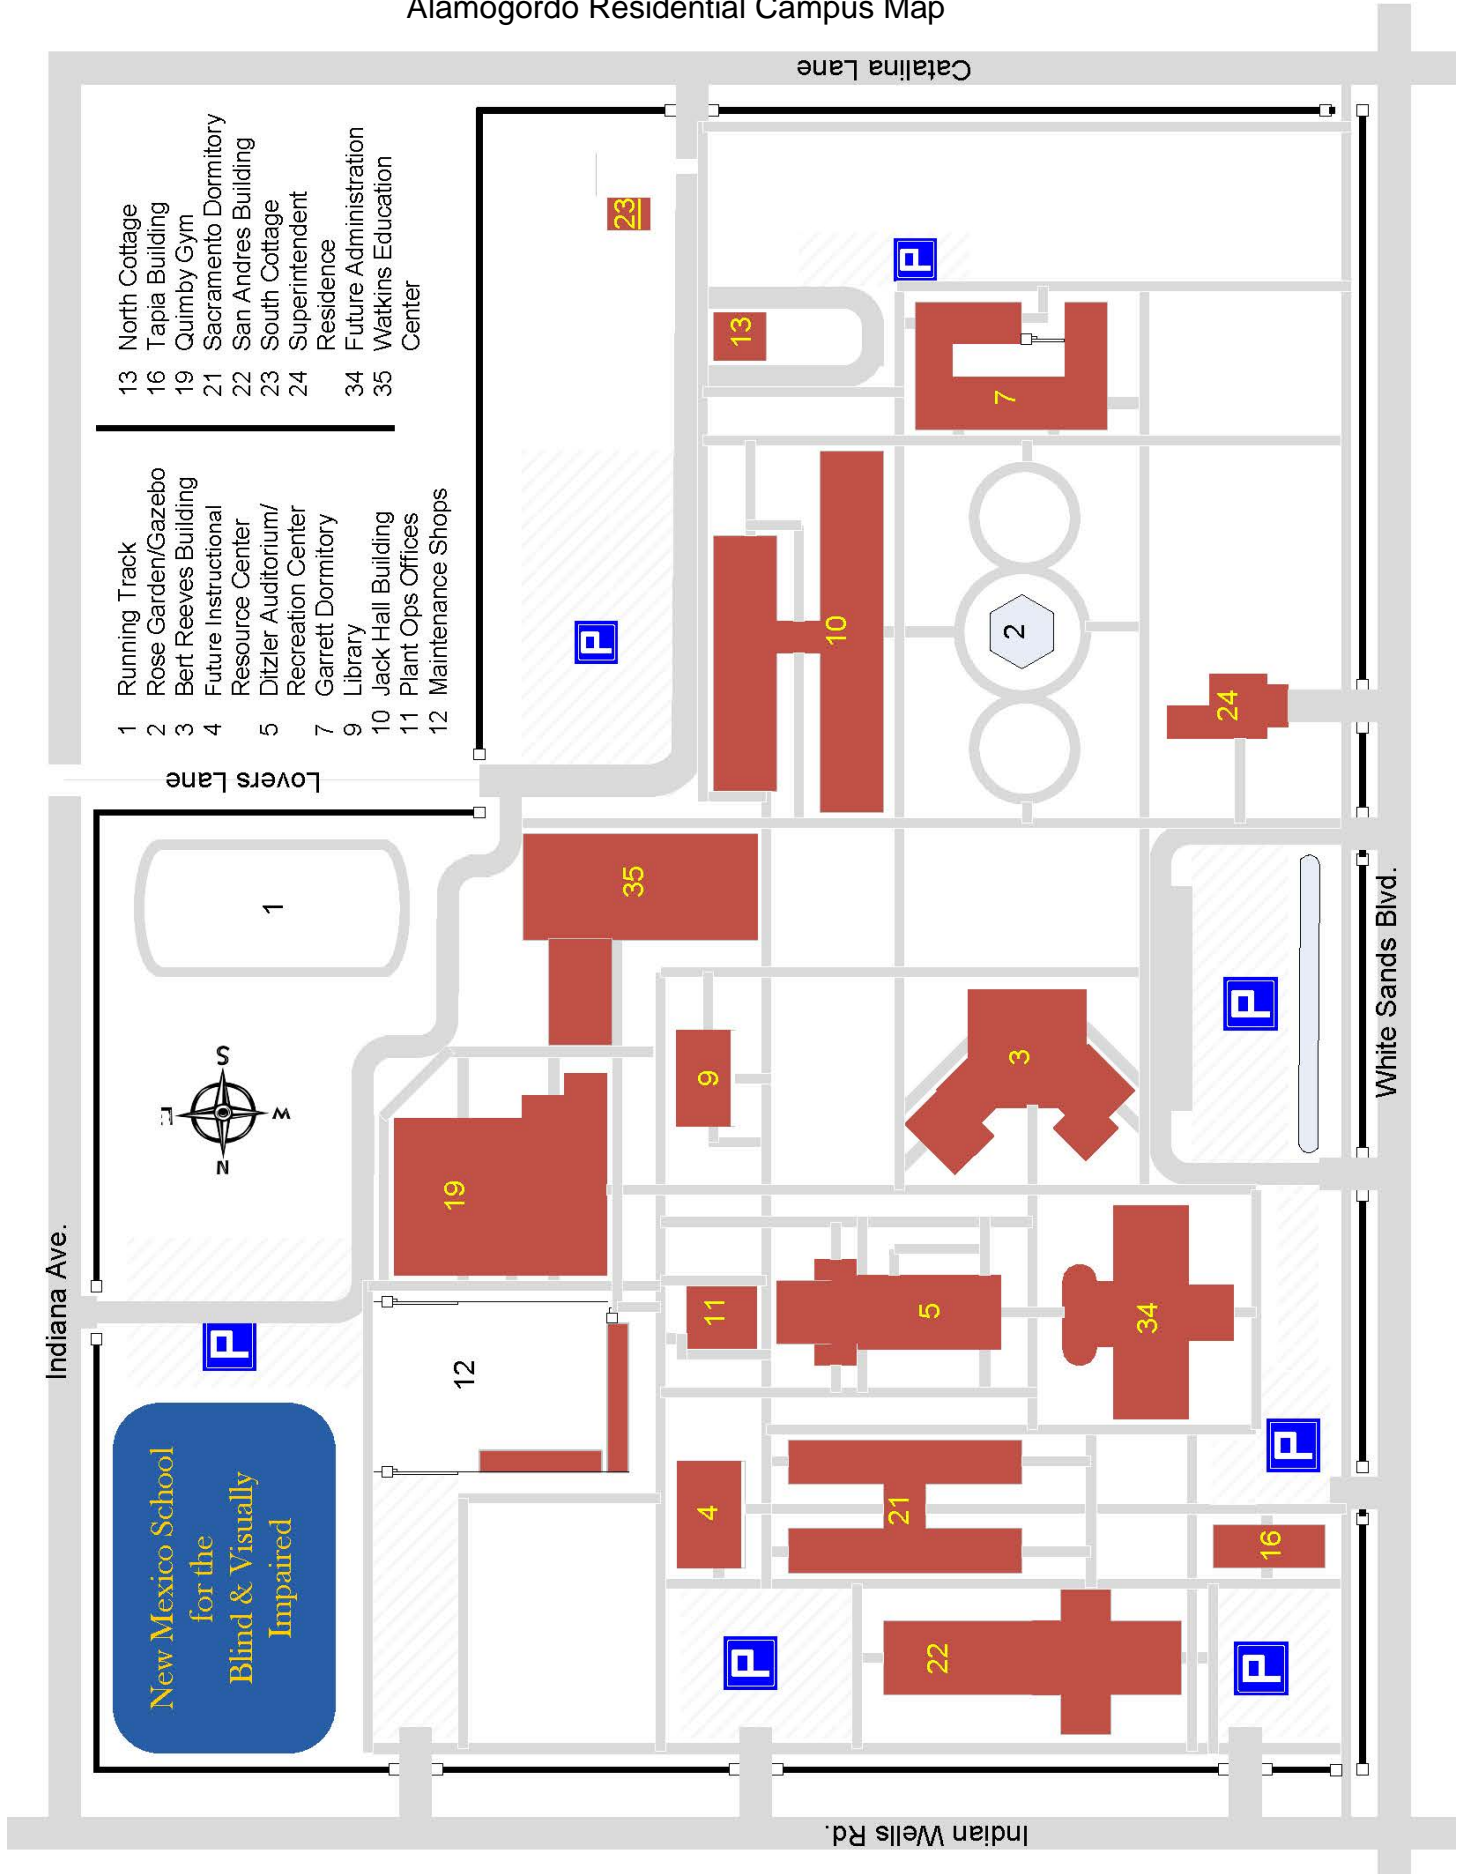 Alamogordo Residential Campus Map
Catalina Lane
1 Running Track
2 Rose Garden/Gazebo
3 Bert Reeves Building
4 Future Instructional
Resource Center
5 Ditzler Auditorium/
Recreation Center
7 Garrett Dormitory
9 Library
10 Jack Hall Building
11 Plant Ops Offices
12 Maintenance Shops
13 North Cottage
16 Tapia Building
19 Quimby Gym
21 Sacramento Dormitory
22 San Andres Building
23 South Cottage
24 Superintendent
Residence
34 Future Administration
35 Watkins Education
Center
23
P
13
7
P
10
2
24
Lovers Lane
1
35
S
E
W
N
9
3
P
White Sands Blvd.
19
Indiana Ave.
P
12
11
5
34
P
New Mexico School
for the
Blind & Visually
Impaired
4
21
16
P
22
P
Indian Wells Rd.